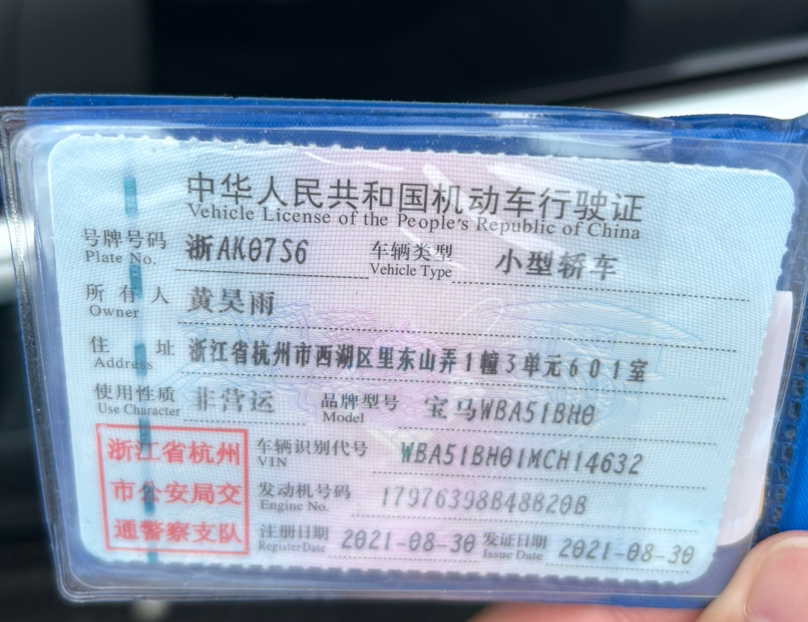 中华人民共和国机动车行驶证
Vehicle License of the People's Republic of China
号牌号码 浙AK07S6 车辆类型 小型轿车
Plate No. Vehicle Type
所有人 黄昊雨
Owner
住址 浙江省杭州市西湖区里东山弄1幢3单元601室
Address
使用性质 非营运 品牌型号 宝马WBA51BH0
Use Character Model
浙江省杭州 车辆识别代号 WBA51BH01MCH14632
VIN
市公安局交 发动机号码 17976398B48B20B
Engine No.
通警察支队 注册日期 2021-08-30 发证日期 2021-08-30
Register Date Issue Date